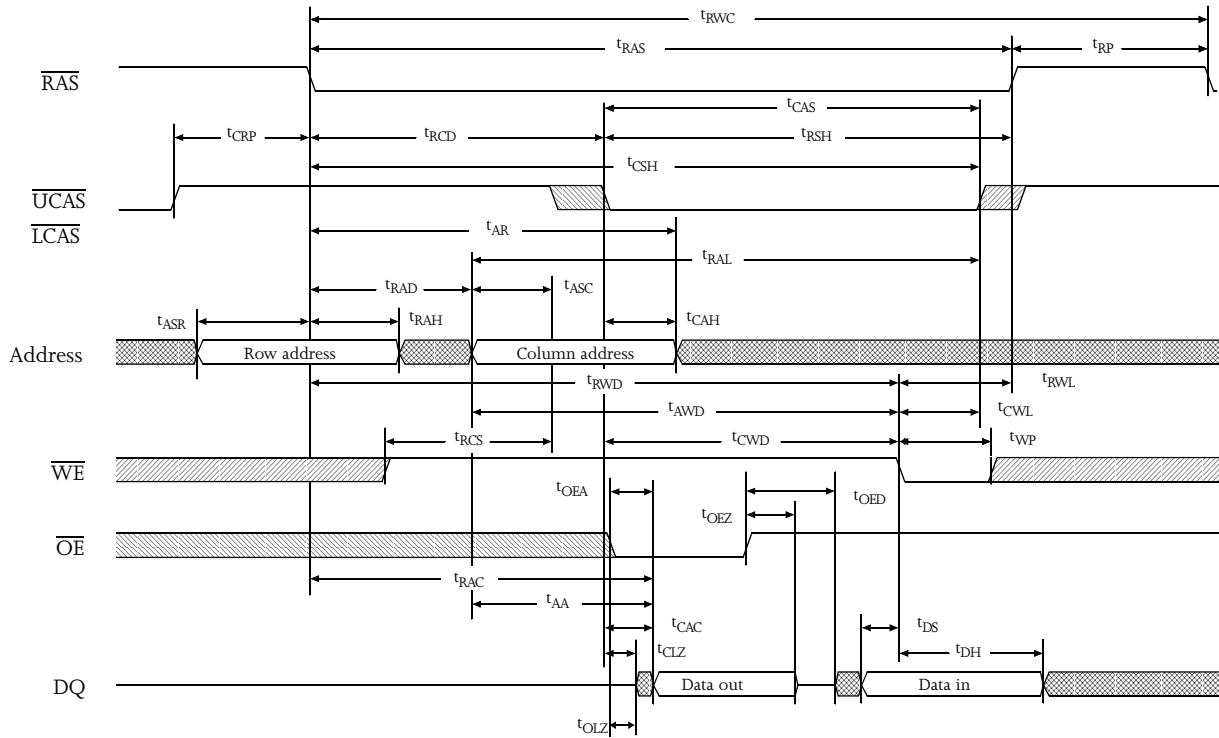 tRWC
tRAS
tRP
RAS
tCAS
tCRP
tRCD
tRSH
tCSH
UCAS
tAR
LCAS
tRAL
tRAD
tASC
tASR
tRAH
tCAH
Address
Row address
Column address
tRWD
tRWL
tAWD
tCWL
tRCS
tCWD
tWP
WE
tOEA
tOED
tOEZ
OE
tRAC
tAA
tCAC
tDS
tCLZ
tDH
DQ
Data out
Data in
tOLZ